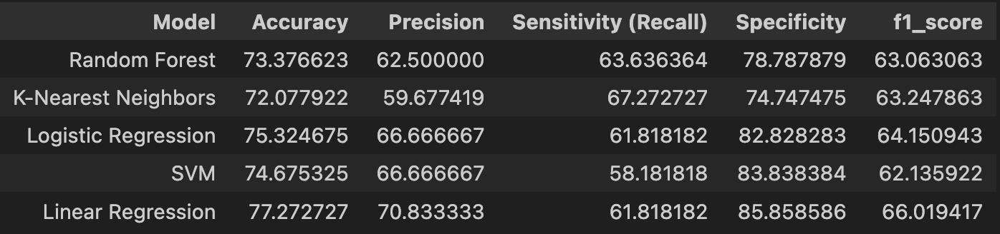 Model Accuracy Precision Sensitivity (Recall) Specificity f1_score
Random Forest 73.376623 62.500000 63.636364 78.787879 63.063063
K-Nearest Neighbors 72.077922 59.677419 67.272727 74.747475 63.247863
Logistic Regression 75.324675 66.666667 61.818182 82.828283 64.150943
SVM 74.675325 66.666667 58.181818 83.838384 62.135922
Linear Regression 77.272727 70.833333 61.818182 85.858586 66.019417